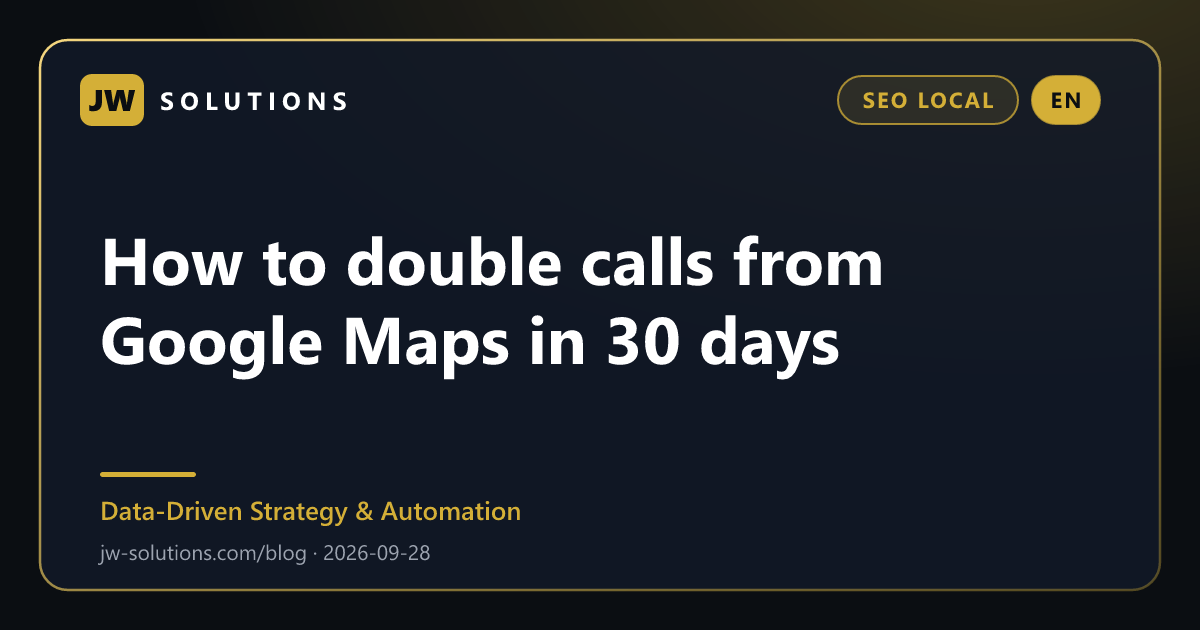 JW SOLUTIONS
SEO LOCAL
EN
How to double calls from
Google Maps in 30 days
Data-Driven Strategy & Automation
jw-solutions.com/blog · 2026-09-28